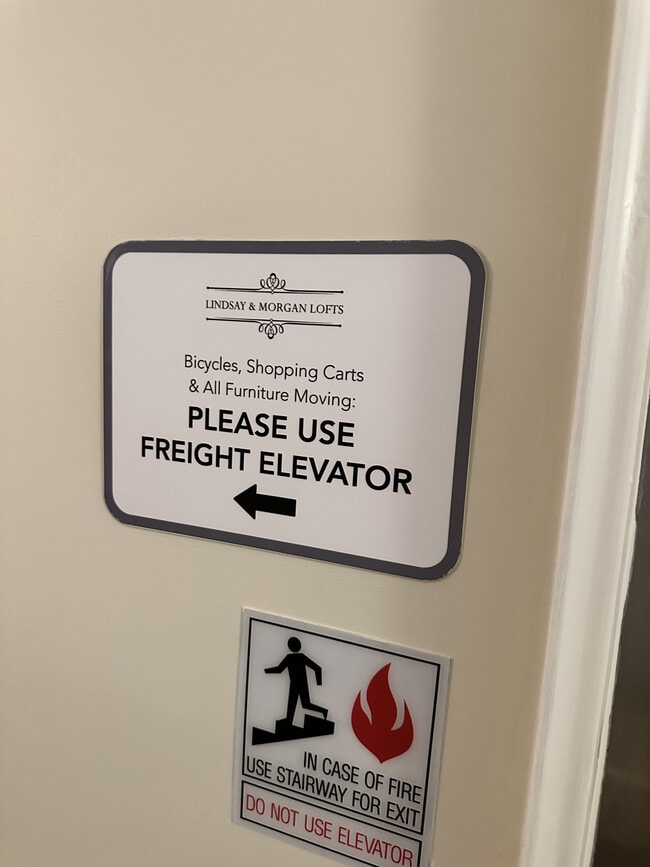 LINDSAY & MORGAN LOFTS
Bicycles, Shopping Carts
& All Furniture Moving:
PLEASE USE
FREIGHT ELEVATOR
IN CASE OF FIRE
USE STAIRWAY FOR EXIT
DO NOT USE ELEVATOR